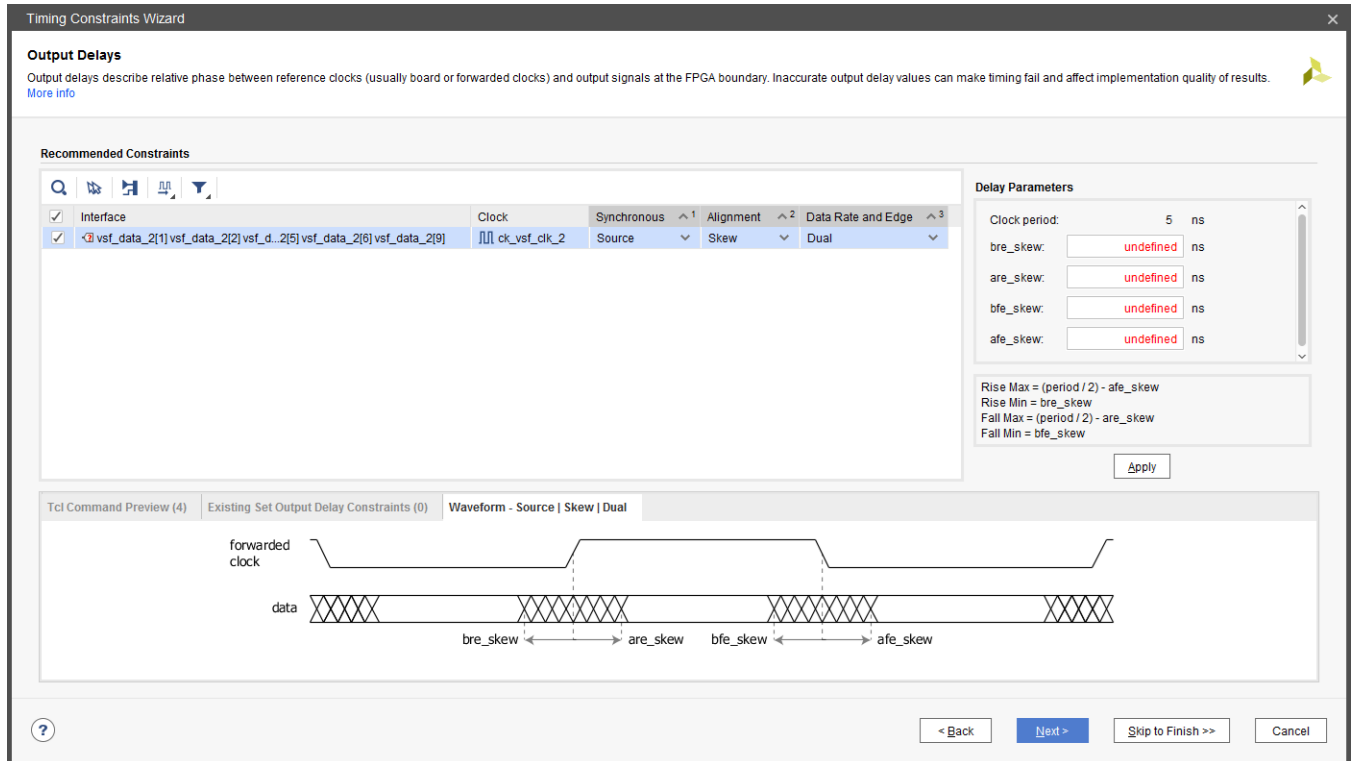 Timing Constraints Wizard
Output Delays
Output delays describe relative phase between reference clocks (usually board or forwarded clocks) and output signals at the FPGA boundary. Inaccurate output delay values can make timing fail and affect implementation quality of results.
More info
Recommended Constraints
Interface Clock Synchronous 1 Alignment 2 Data Rate and Edge 3
vsf_data_2[1] vsf_data_2[2] vsf_d...2[5] vsf_data_2[6] vsf_data_2[9] ck_vsf_clk_2 Source Skew Dual
Delay Parameters
Clock period: 5 ns
bre_skew: undefined ns
are_skew: undefined ns
bfe_skew: undefined ns
afe_skew: undefined ns
Rise Max = (period / 2) - afe_skew
Rise Min = bre_skew
Fall Max = (period / 2) - are_skew
Fall Min = bfe_skew
Apply
Tcl Command Preview (4) Existing Set Output Delay Constraints (0) Waveform - Source | Skew | Dual
forwarded
clock
data
bre_skew are_skew bfe_skew afe_skew
? < Back Next > Skip to Finish >> Cancel